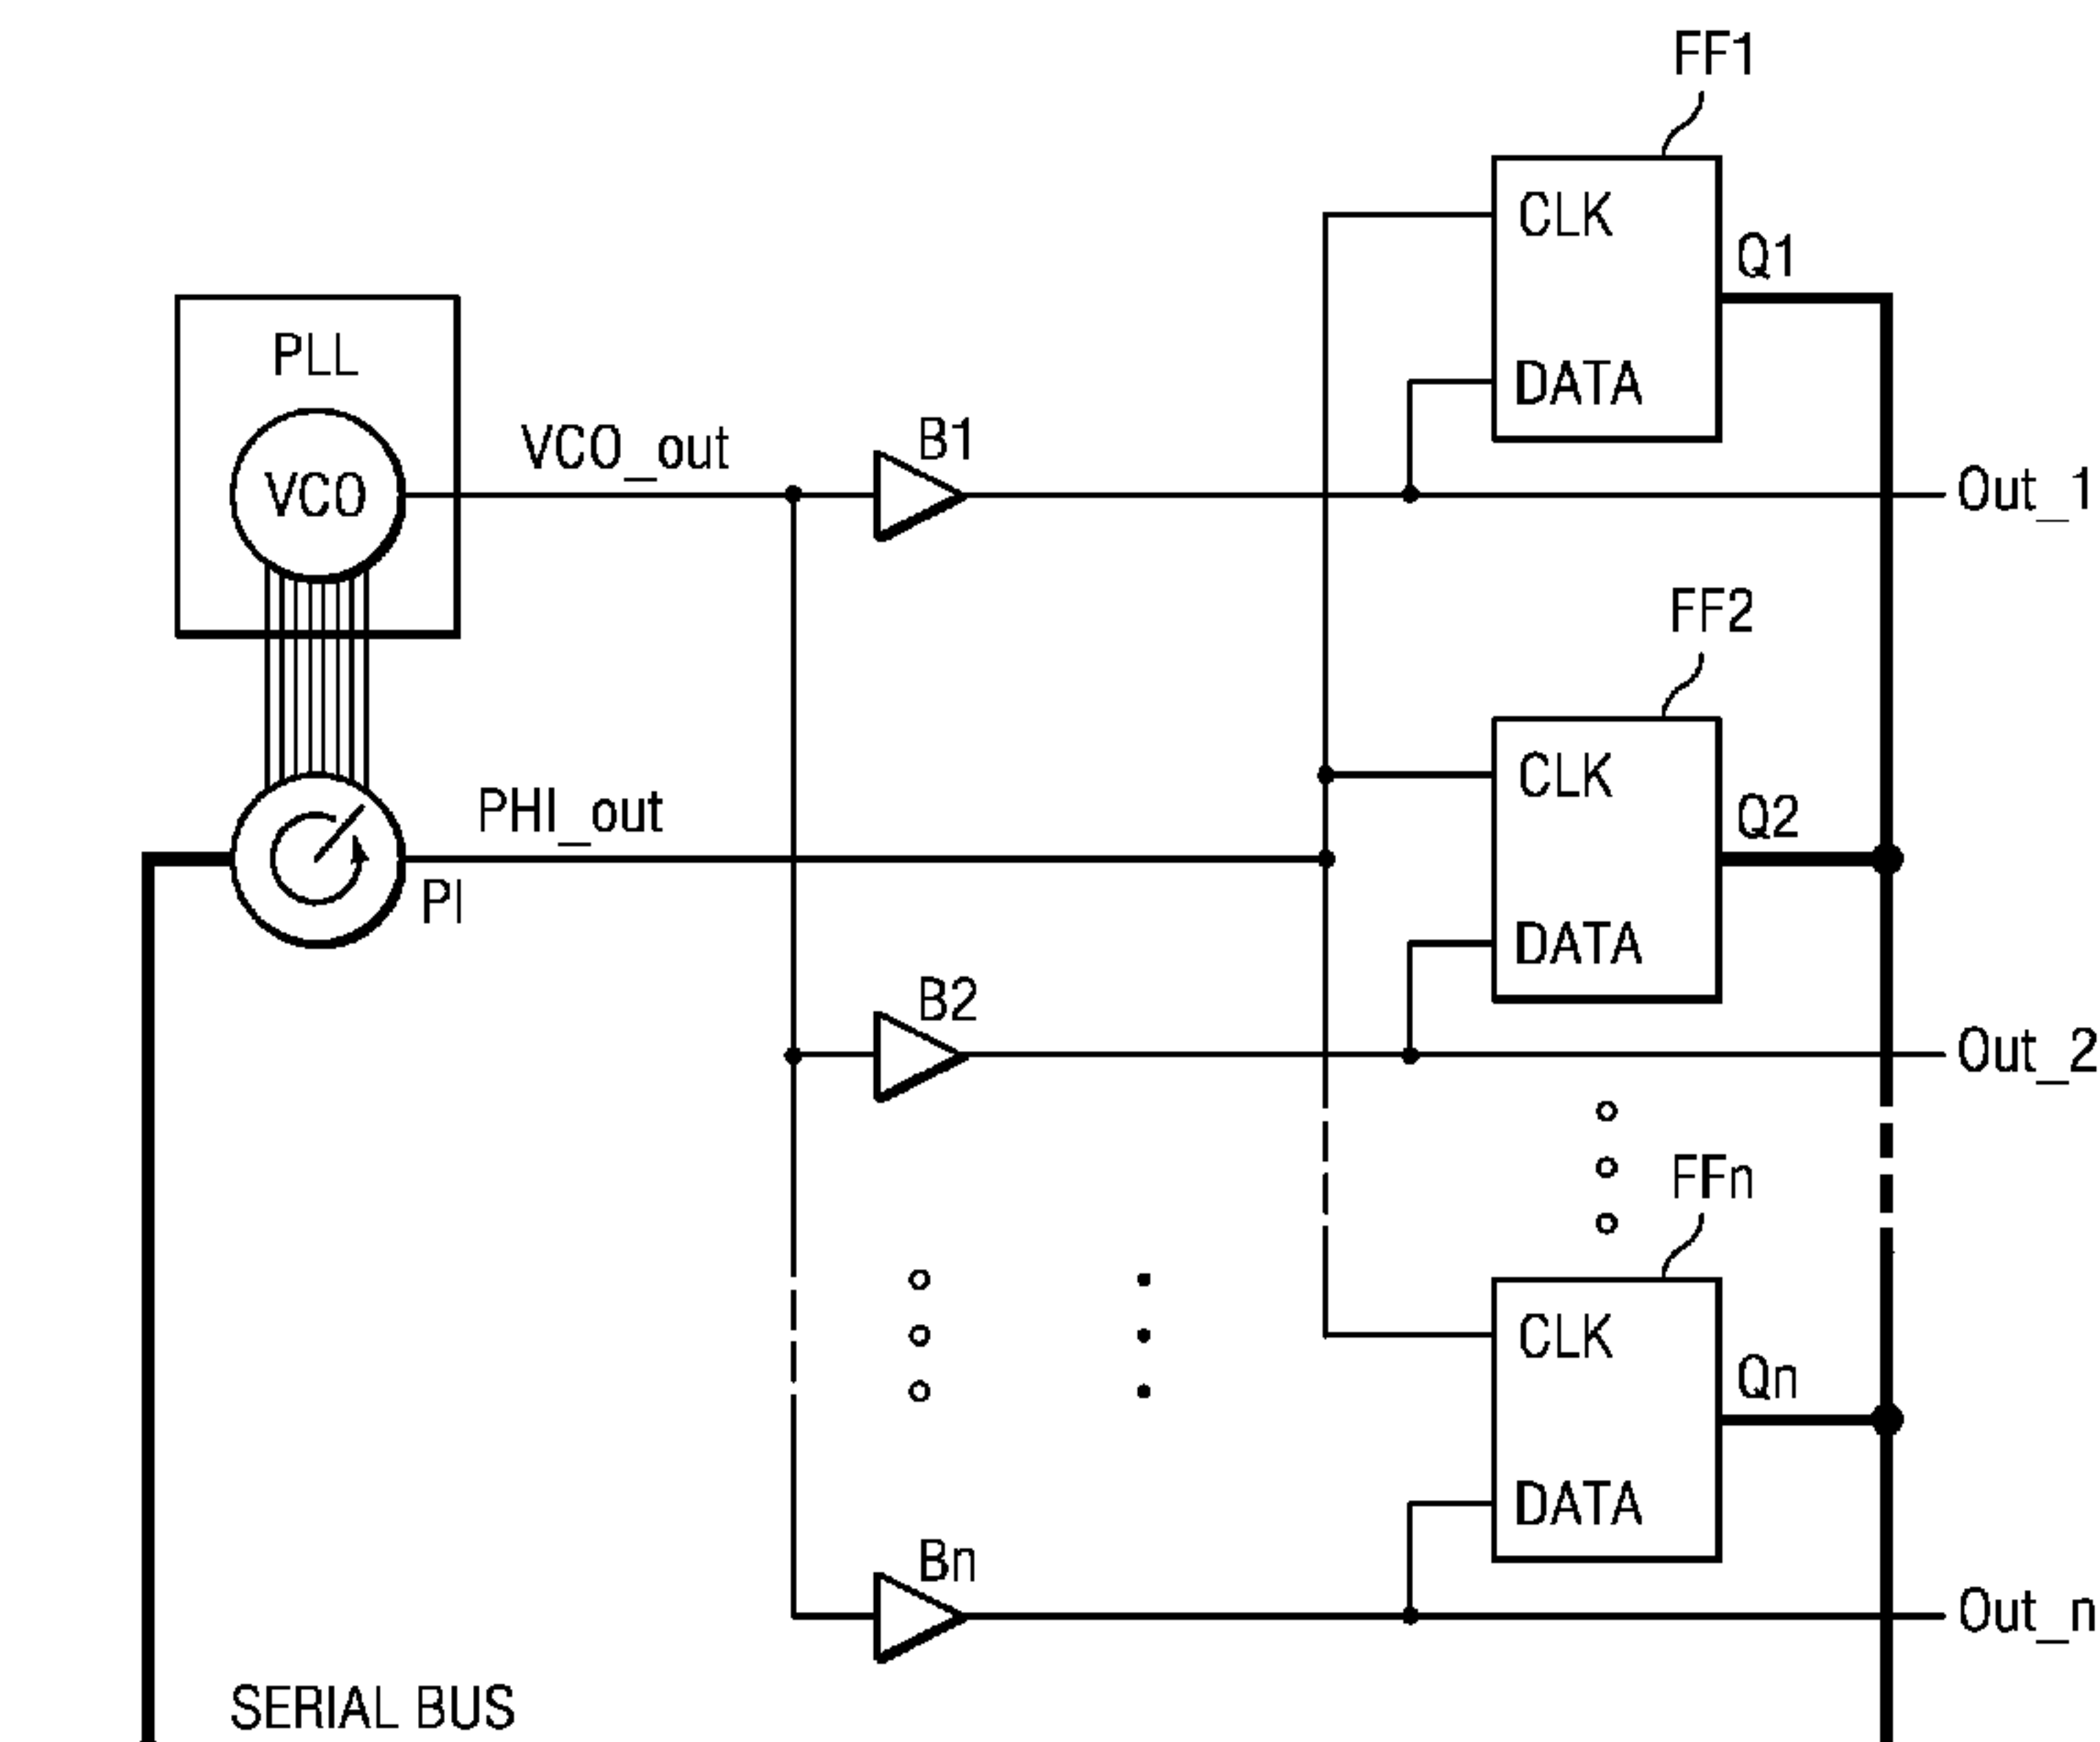 FF1
CLK
Q1
DATA
PLL
VCO
VCO_out
B1
Out_1
FF2
CLK
Q2
DATA
PHI_out
PI
B2
Out_2
FFn
CLK
Qn
DATA
Bn
Out_n
SERIAL BUS